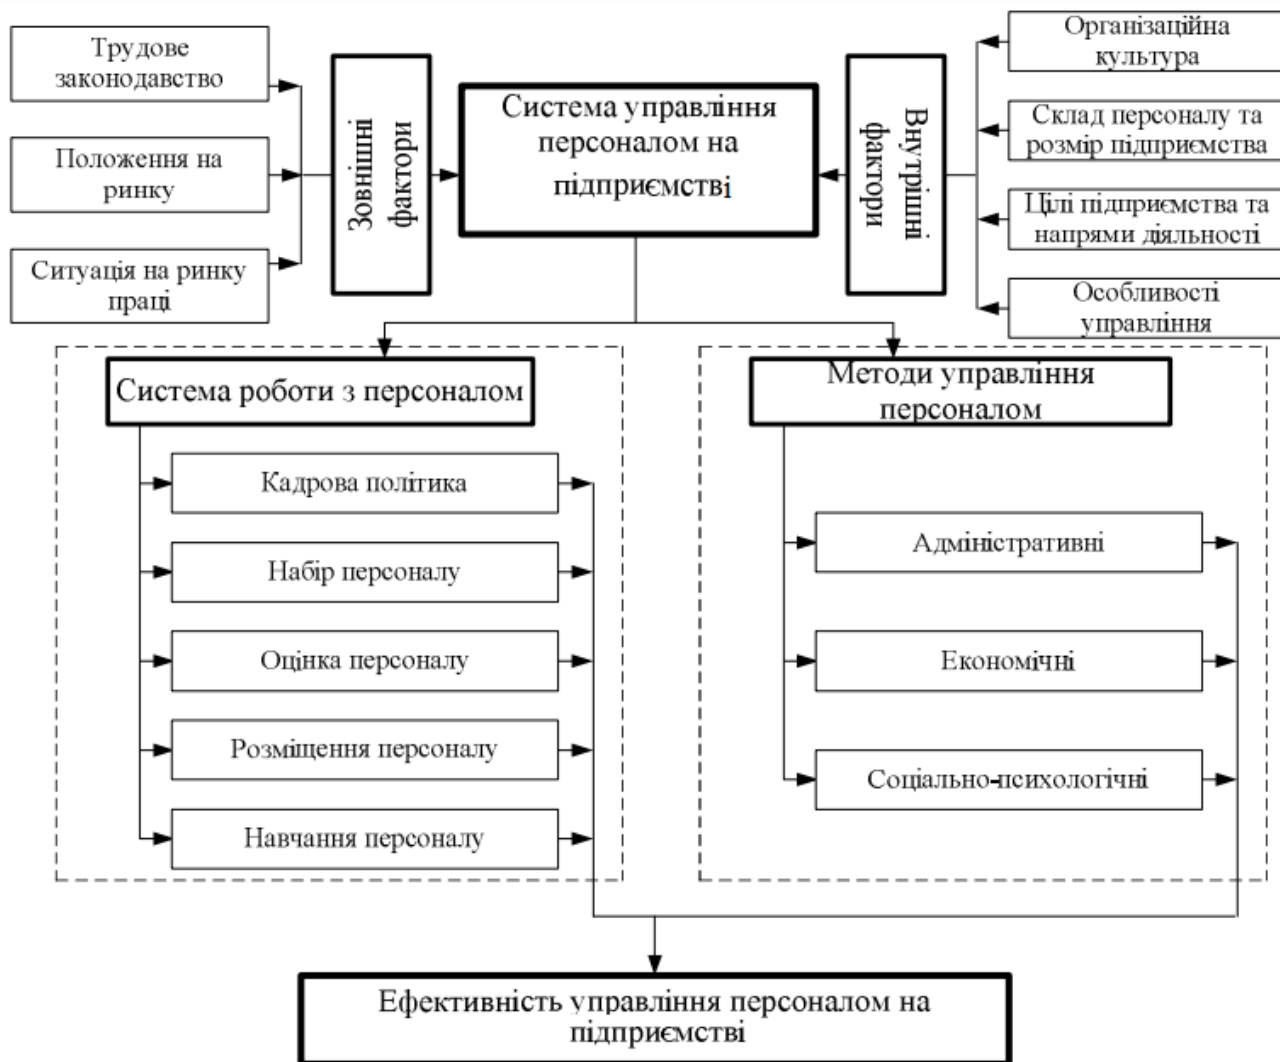 Трудове
законодавство
Положення на
ринку
Ситуація на ринку
праці
Зовнішні
фактори
Система управління
персоналом на
підприємстві
Внутрішні
фактори
Організаційна
культура
Склад персоналу та
розмір підприємства
Цілі підприємства та
напрями діяльності
Особливості
управління
Система роботи з персоналом
Кадрова політика
Набір персоналу
Оцінка персоналу
Розміщення персоналу
Навчання персоналу
Методи управління
персоналом
Адміністративні
Економічні
Соціально-психологічні
Ефективність управління персоналом на
підприємстві